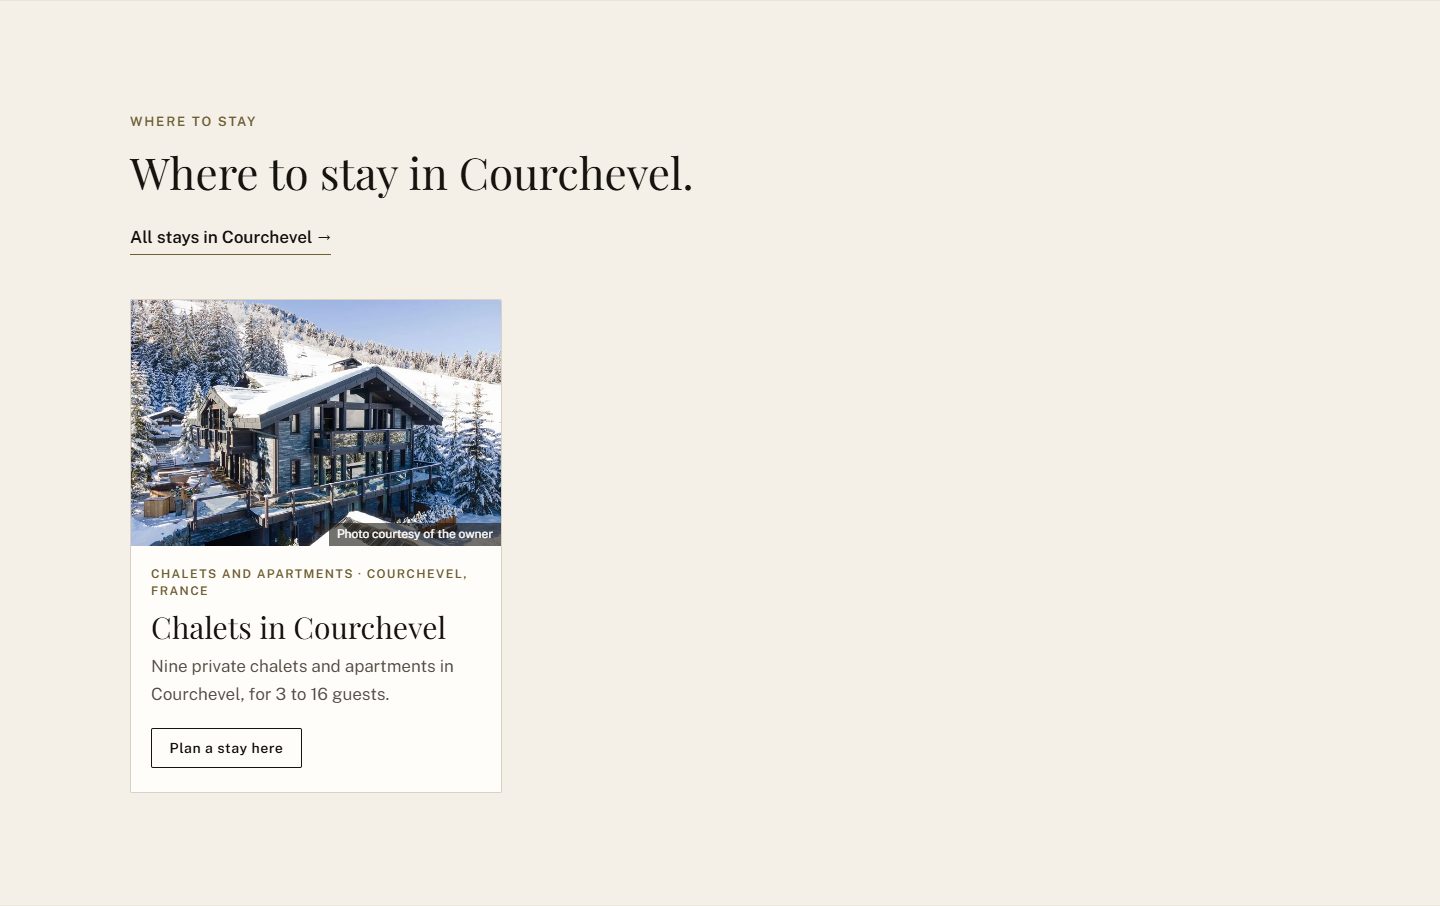 WHERE TO STAY
Where to stay in Courchevel.
All stays in Courchevel →
Photo courtesy of the owner
CHALETS AND APARTMENTS · COURCHEVEL,
FRANCE
Chalets in Courchevel
Nine private chalets and apartments in
Courchevel, for 3 to 16 guests.
Plan a stay here